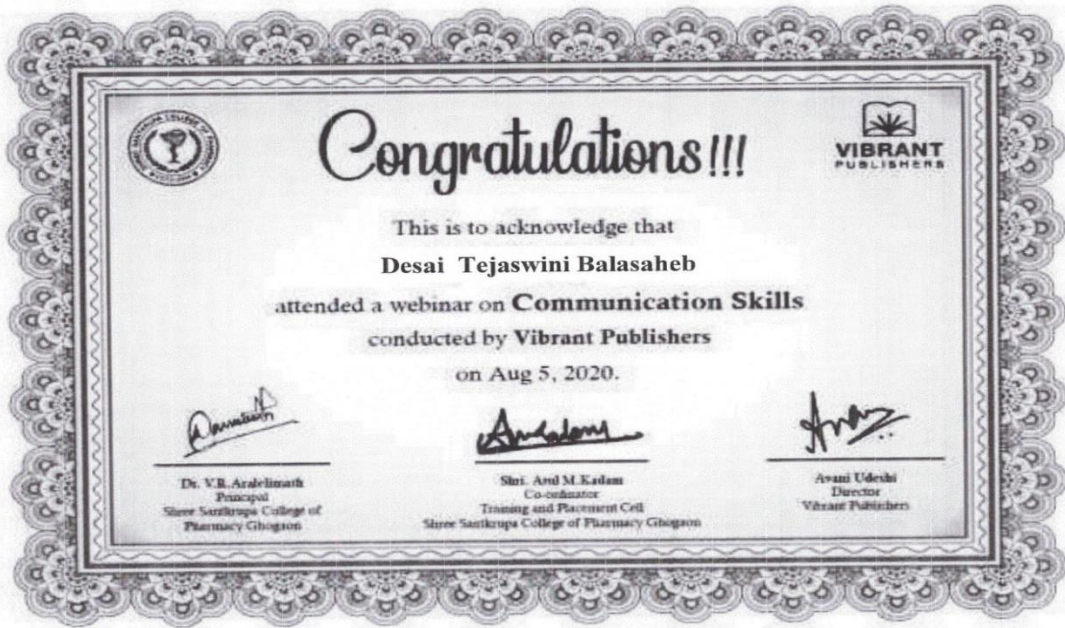 Congratulations!!!
VIBRANT
PUBLISHERS
This is to acknowledge that
Desai Tejaswini Balasaheb
attended a webinar on Communication Skills
conducted by Vibrant Publishers
on Aug 5, 2020.
Dr. V.R. Aralelimath
Principal
Shree Santkrupa College of
Pharmacy Ghogaon
Shri. Atul M.Kadam
Co-ordinator
Training and Placement Cell
Shree Santkrupa College of Pharmacy Ghogaon
Avani Udeshi
Director
Vibrant Publishers